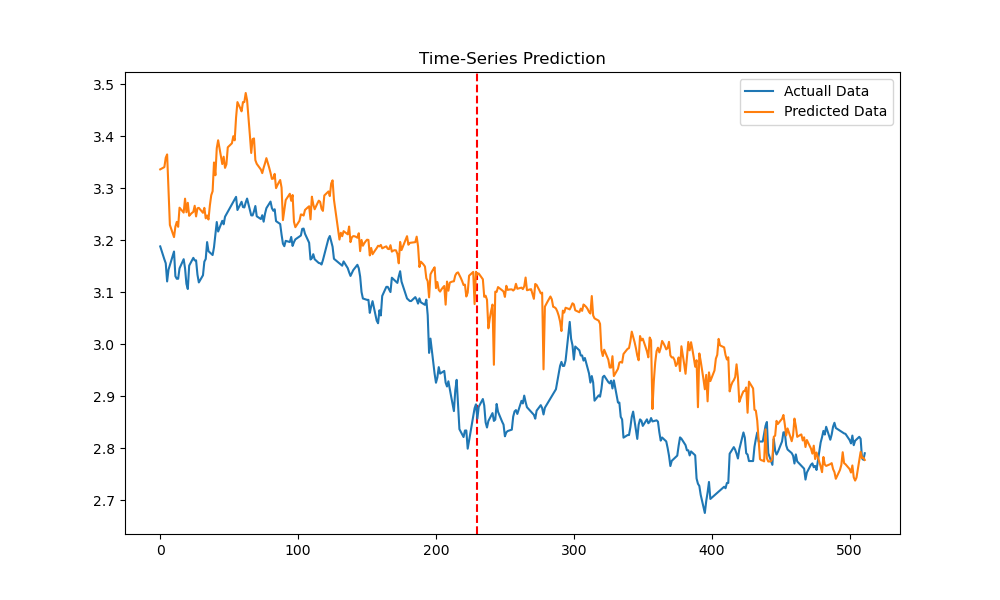 Time-Series Prediction
Actuall Data
Predicted Data
3.5
3.4
3.3
3.2
3.1
3.0
2.9
2.8
2.7
0 100 200 300 400 500